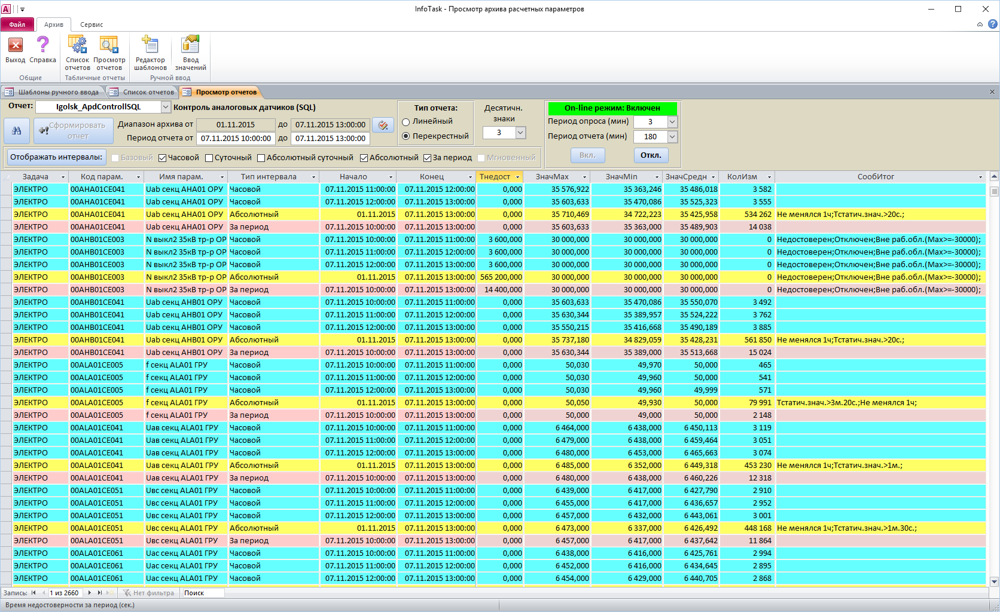 InfoTask - Просмотр архива расчетных параметров
Файл Архив Сервис
Выход Справка Список отчетов Просмотр отчетов Редактор шаблонов Ввод значений
Общие Табличные отчеты Ручной ввод
Шаблоны ручного ввода Список отчетов Просмотр отчетов
Отчет: Igolsk_ApdControllSQL Контроль аналоговых датчиков (SQL)
Сформировать отчет
Диапазон архива от 01.11.2015 до 07.11.2015 13:00:00
Период отчета от 07.11.2015 10:00:00 до 07.11.2015 13:00:00
Тип отчета:
Линейный
Перекрестный
Десятичн. знаки
3
On-line режим: Включен
Период опроса (мин) 3
Период отчета (мин) 180
Вкл. Откл.
Отображать интервалы: Базовый Часовой Суточный Абсолютный суточный Абсолютный За период Мгновенный
Задача Код парам. Имя парам. Тип интервала Начало Конец Тнедост ЗначMax ЗначMin ЗначСредн КолИзм СообИтог
ЭЛЕКТРО 00AHA01CE041 Uab секц AHA01 ОРУ Часовой 07.11.2015 11:00:00 07.11.2015 12:00:00 0,000 35 576,922 35 363,246 35 486,018 3 582
ЭЛЕКТРО 00AHA01CE041 Uab секц AHA01 ОРУ Часовой 07.11.2015 12:00:00 07.11.2015 13:00:00 0,000 35 603,633 35 470,086 35 525,323 3 555
ЭЛЕКТРО 00AHA01CE041 Uab секц AHA01 ОРУ Абсолютный 01.11.2015 07.11.2015 13:00:00 0,000 35 710,469 34 722,223 35 425,958 534 262 Не менялся 1ч;Тстатич.знач.>20с.;
ЭЛЕКТРО 00AHA01CE041 Uab секц AHA01 ОРУ За период 07.11.2015 10:00:00 07.11.2015 13:00:00 0,000 35 603,633 35 363,000 35 489,903 14 038
ЭЛЕКТРО 00AHB01CE003 N выкл2 35кВ тр-р ОР Часовой 07.11.2015 10:00:00 07.11.2015 11:00:00 3 600,000 30 000,000 30 000,000 30 000,000 0 Недостоверен;Отключен;Вне раб.обл.(Max>=-30000);
ЭЛЕКТРО 00AHB01CE003 N выкл2 35кВ тр-р ОР Часовой 07.11.2015 11:00:00 07.11.2015 12:00:00 3 600,000 30 000,000 30 000,000 30 000,000 0 Недостоверен;Отключен;Вне раб.обл.(Max>=-30000);
ЭЛЕКТРО 00AHB01CE003 N выкл2 35кВ тр-р ОР Часовой 07.11.2015 12:00:00 07.11.2015 13:00:00 3 600,000 30 000,000 30 000,000 30 000,000 0 Недостоверен;Отключен;Вне раб.обл.(Max>=-30000);
ЭЛЕКТРО 00AHB01CE003 N выкл2 35кВ тр-р ОР Абсолютный 01.11.2015 07.11.2015 13:00:00 565 200,000 30 000,000 30 000,000 30 000,000 0 Недостоверен;Отключен;Вне раб.обл.(Max>=-30000);
ЭЛЕКТРО 00AHB01CE003 N выкл2 35кВ тр-р ОР За период 07.11.2015 10:00:00 07.11.2015 13:00:00 14 400,000 30 000,000 30 000,000 30 000,000 0 Недостоверен;Отключен;Вне раб.обл.(Max>=-30000);
ЭЛЕКТРО 00AHB01CE041 Uab секц AHB01 ОРУ Часовой 07.11.2015 10:00:00 07.11.2015 11:00:00 0,000 35 603,633 35 470,086 35 550,070 3 492
ЭЛЕКТРО 00AHB01CE041 Uab секц AHB01 ОРУ Часовой 07.11.2015 11:00:00 07.11.2015 12:00:00 0,000 35 630,344 35 389,957 35 524,222 3 762
ЭЛЕКТРО 00AHB01CE041 Uab секц AHB01 ОРУ Часовой 07.11.2015 12:00:00 07.11.2015 13:00:00 0,000 35 550,215 35 416,668 35 490,189 3 885
ЭЛЕКТРО 00AHB01CE041 Uab секц AHB01 ОРУ Абсолютный 01.11.2015 07.11.2015 13:00:00 0,000 35 737,180 34 829,059 35 428,231 561 850 Не менялся 1ч;Тстатич.знач.>20с.;
ЭЛЕКТРО 00AHB01CE041 Uab секц AHB01 ОРУ За период 07.11.2015 10:00:00 07.11.2015 13:00:00 0,000 35 630,344 35 389,000 35 513,668 15 024
ЭЛЕКТРО 00ALA01CE005 f секц ALA01 ГРУ Часовой 07.11.2015 10:00:00 07.11.2015 11:00:00 0,000 50,030 49,970 50,000 465
ЭЛЕКТРО 00ALA01CE005 f секц ALA01 ГРУ Часовой 07.11.2015 11:00:00 07.11.2015 12:00:00 0,000 50,030 49,960 50,000 541
ЭЛЕКТРО 00ALA01CE005 f секц ALA01 ГРУ Часовой 07.11.2015 12:00:00 07.11.2015 13:00:00 0,000 50,030 49,960 49,999 571
ЭЛЕКТРО 00ALA01CE005 f секц ALA01 ГРУ Абсолютный 01.11.2015 07.11.2015 13:00:00 0,000 50,050 49,930 50,000 79 991 Тстатич.знач.>3м.20с.;Не менялся 1ч;
ЭЛЕКТРО 00ALA01CE005 f секц ALA01 ГРУ За период 07.11.2015 10:00:00 07.11.2015 13:00:00 0,000 50,000 49,000 50,000 2 148
ЭЛЕКТРО 00ALA01CE041 Uав секц ALA01 ГРУ Часовой 07.11.2015 10:00:00 07.11.2015 11:00:00 0,000 6 464,000 6 438,000 6 450,113 3 119
ЭЛЕКТРО 00ALA01CE041 Uав секц ALA01 ГРУ Часовой 07.11.2015 11:00:00 07.11.2015 12:00:00 0,000 6 479,000 6 438,000 6 459,464 3 051
ЭЛЕКТРО 00ALA01CE041 Uав секц ALA01 ГРУ Часовой 07.11.2015 12:00:00 07.11.2015 13:00:00 0,000 6 480,000 6 453,000 6 465,663 3 074
ЭЛЕКТРО 00ALA01CE041 Uав секц ALA01 ГРУ Абсолютный 01.11.2015 07.11.2015 13:00:00 0,000 6 485,000 6 352,000 6 449,318 453 230 Не менялся 1ч;Тстатич.знач.>1м.;
ЭЛЕКТРО 00ALA01CE041 Uав секц ALA01 ГРУ За период 07.11.2015 10:00:00 07.11.2015 13:00:00 0,000 6 480,000 6 438,000 6 460,226 12 318
ЭЛЕКТРО 00ALA01CE051 Uвс секц ALA01 ГРУ Часовой 07.11.2015 10:00:00 07.11.2015 11:00:00 0,000 6 439,000 6 417,000 6 427,790 2 910
ЭЛЕКТРО 00ALA01CE051 Uвс секц ALA01 ГРУ Часовой 07.11.2015 11:00:00 07.11.2015 12:00:00 0,000 6 455,000 6 417,000 6 436,657 2 952
ЭЛЕКТРО 00ALA01CE051 Uвс секц ALA01 ГРУ Часовой 07.11.2015 12:00:00 07.11.2015 13:00:00 0,000 6 457,000 6 432,000 6 443,061 3 001
ЭЛЕКТРО 00ALA01CE051 Uвс секц ALA01 ГРУ Абсолютный 01.11.2015 07.11.2015 13:00:00 0,000 6 473,000 6 337,000 6 426,492 448 168 Не менялся 1ч;Тстатич.знач.>1м.30с.;
ЭЛЕКТРО 00ALA01CE051 Uвс секц ALA01 ГРУ За период 07.11.2015 10:00:00 07.11.2015 13:00:00 0,000 6 457,000 6 417,000 6 437,642 11 864
ЭЛЕКТРО 00ALA01CE061 Uас секц ALA01 ГРУ Часовой 07.11.2015 10:00:00 07.11.2015 11:00:00 0,000 6 438,000 6 416,000 6 425,761 2 994
ЭЛЕКТРО 00ALA01CE061 Uас секц ALA01 ГРУ Часовой 07.11.2015 11:00:00 07.11.2015 12:00:00 0,000 6 452,000 6 416,000 6 434,645 2 895
ЭЛЕКТРО 00ALA01CE061 Uас секц ALA01 ГРУ Часовой 07.11.2015 12:00:00 07.11.2015 13:00:00 0,000 6 454,000 6 429,000 6 440,705 2 868
Запись: 1 из 2660 Нет фильтра Поиск
Время недостоверности за период (сек.)